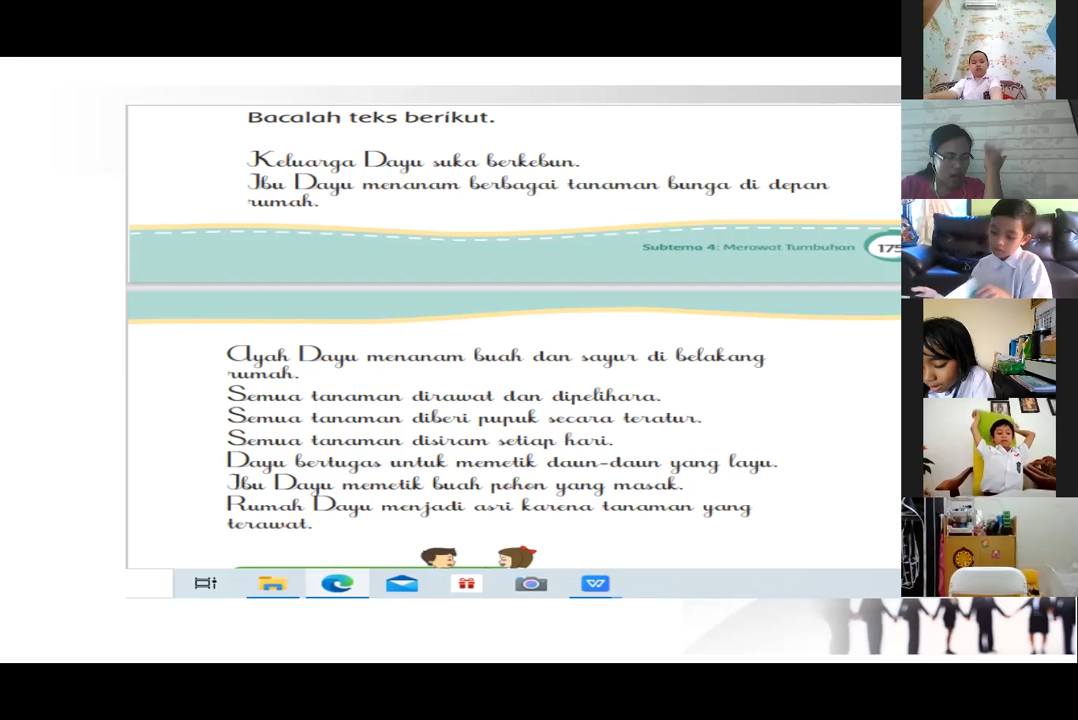 Bacalah teks berikut.
Keluarga Dayu suka berkebun.
Ibu Dayu menanam berbagai tanaman bunga di depan
rumah.
Subtema 4: Merawat Tumbuhan
175
Ayah Dayu menanam buah dan sayur di belakang
rumah.
Semua tanaman dirawat dan dipelihara.
Semua tanaman diberi pupuk secara teratur.
Semua tanaman disiram setiap hari.
Dayu bertugas untuk memetik daun-daun yang layu.
Ibu Dayu memetik buah pohon yang masak.
Rumah Dayu menjadi asri karena tanaman yang
terawat.